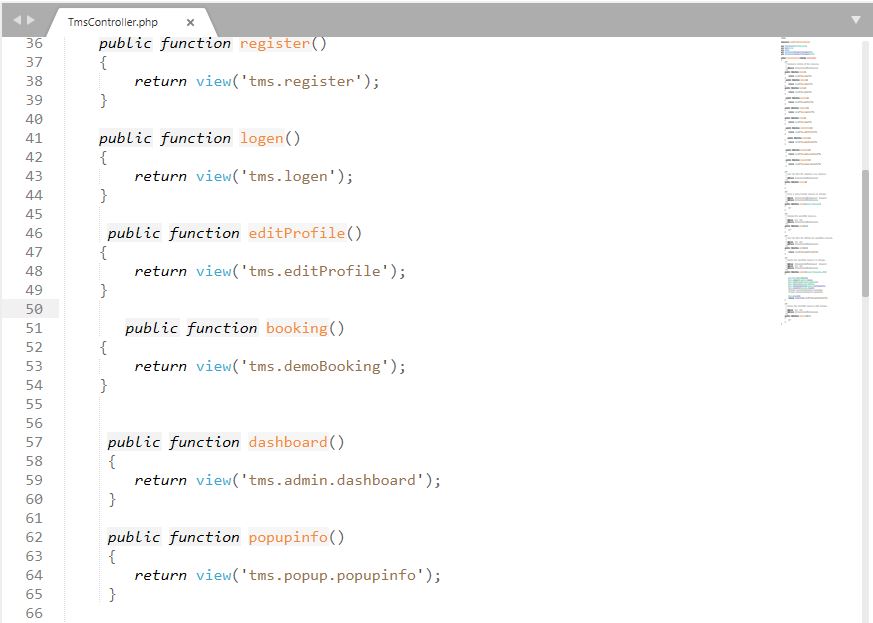 TmsController.php ×
36 public function register()
37 {
38 return view('tms.register');
39 }
40
41 public function logen()
42 {
43 return view('tms.logen');
44 }
45
46 public function editProfile()
47 {
48 return view('tms.editProfile');
49 }
50
51 public function booking()
52 {
53 return view('tms.demoBooking');
54 }
55
56
57 public function dashboard()
58 {
59 return view('tms.admin.dashboard');
60 }
61
62 public function popupinfo()
63 {
64 return view('tms.popup.popupinfo');
65 }
66